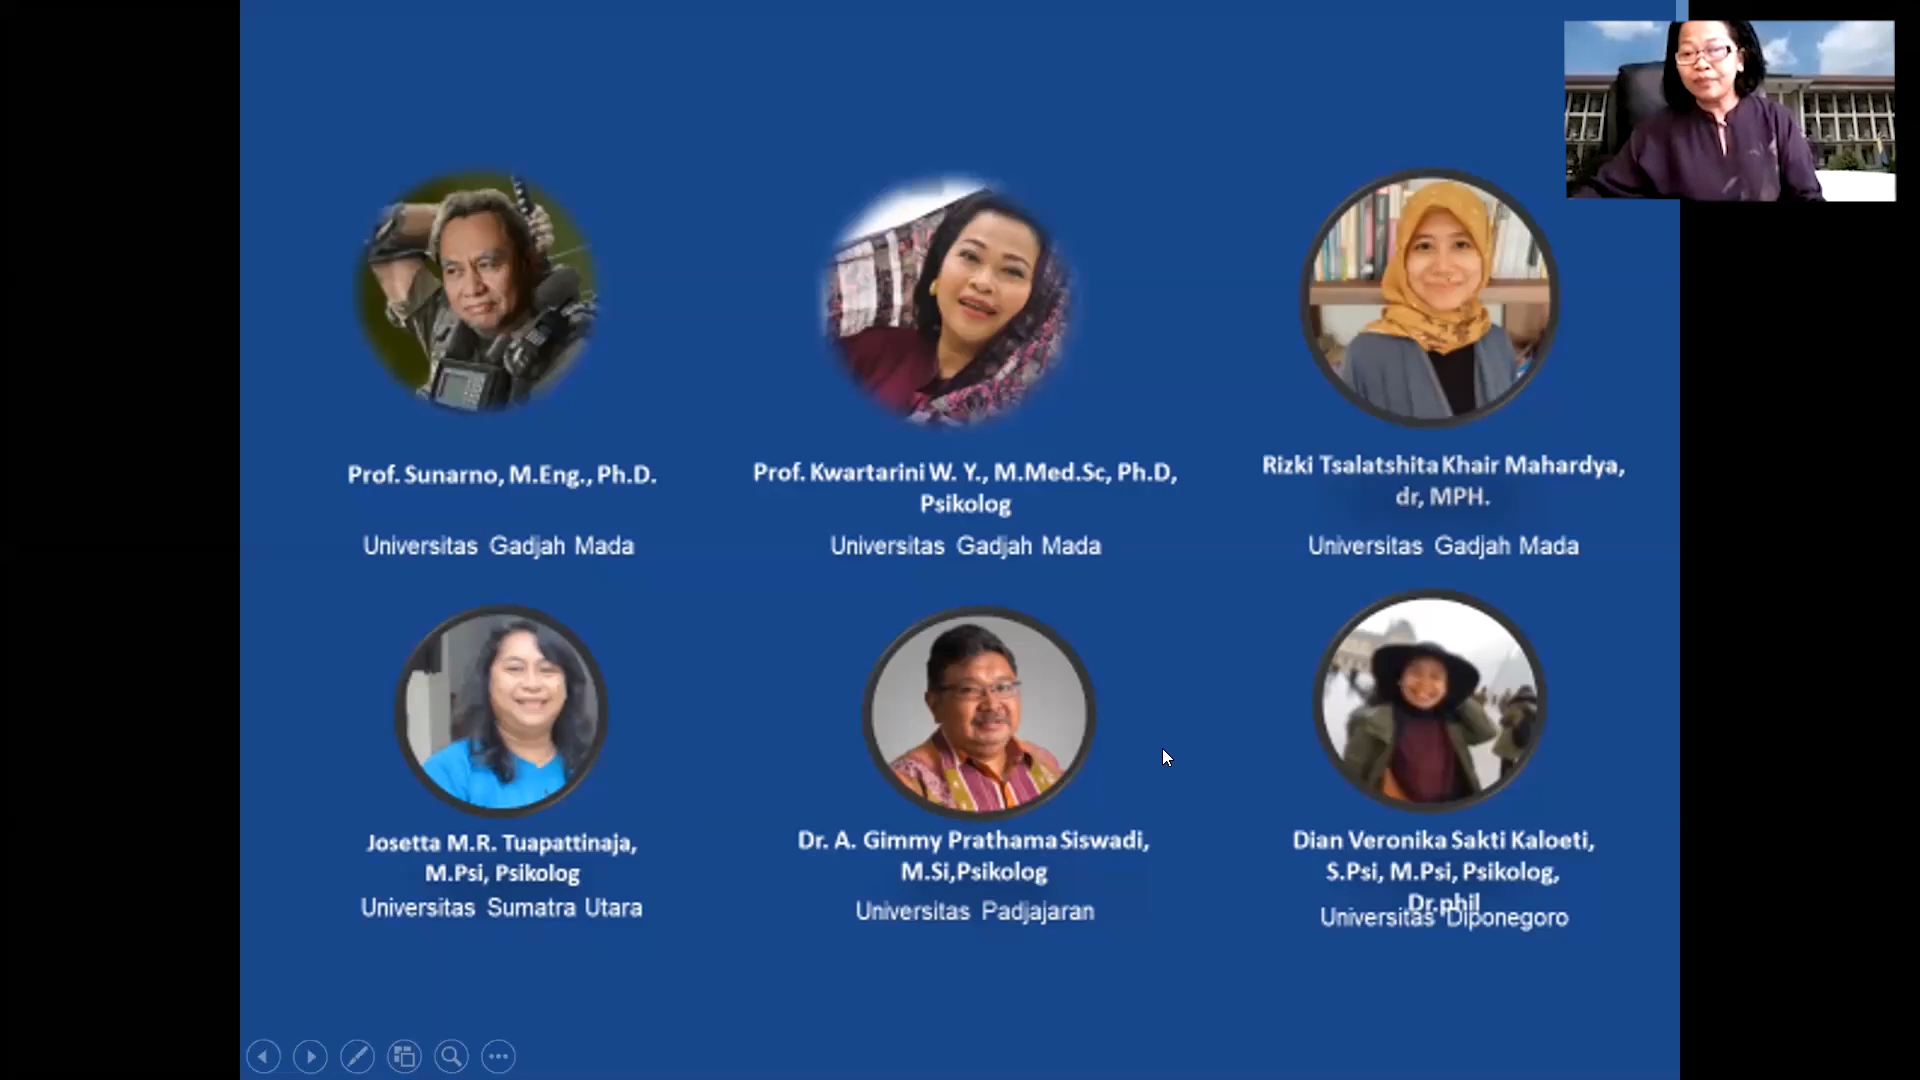 Prof. Sunarno, M.Eng., Ph.D.
Universitas Gadjah Mada
Prof. Kwartarini W. Y., M.Med.Sc, Ph.D,
Psikolog
Universitas Gadjah Mada
Rizki Tsalatshita Khair Mahardya,
dr, MPH.
Universitas Gadjah Mada
Josetta M.R. Tuapattinaja,
M.Psi, Psikolog
Universitas Sumatra Utara
Dr. A. Gimmy Prathama Siswadi,
M.Si,Psikolog
Universitas Padjajaran
Dian Veronika Sakti Kaloeti,
S.Psi, M.Psi, Psikolog,
Dr.phil
Universitas Diponegoro